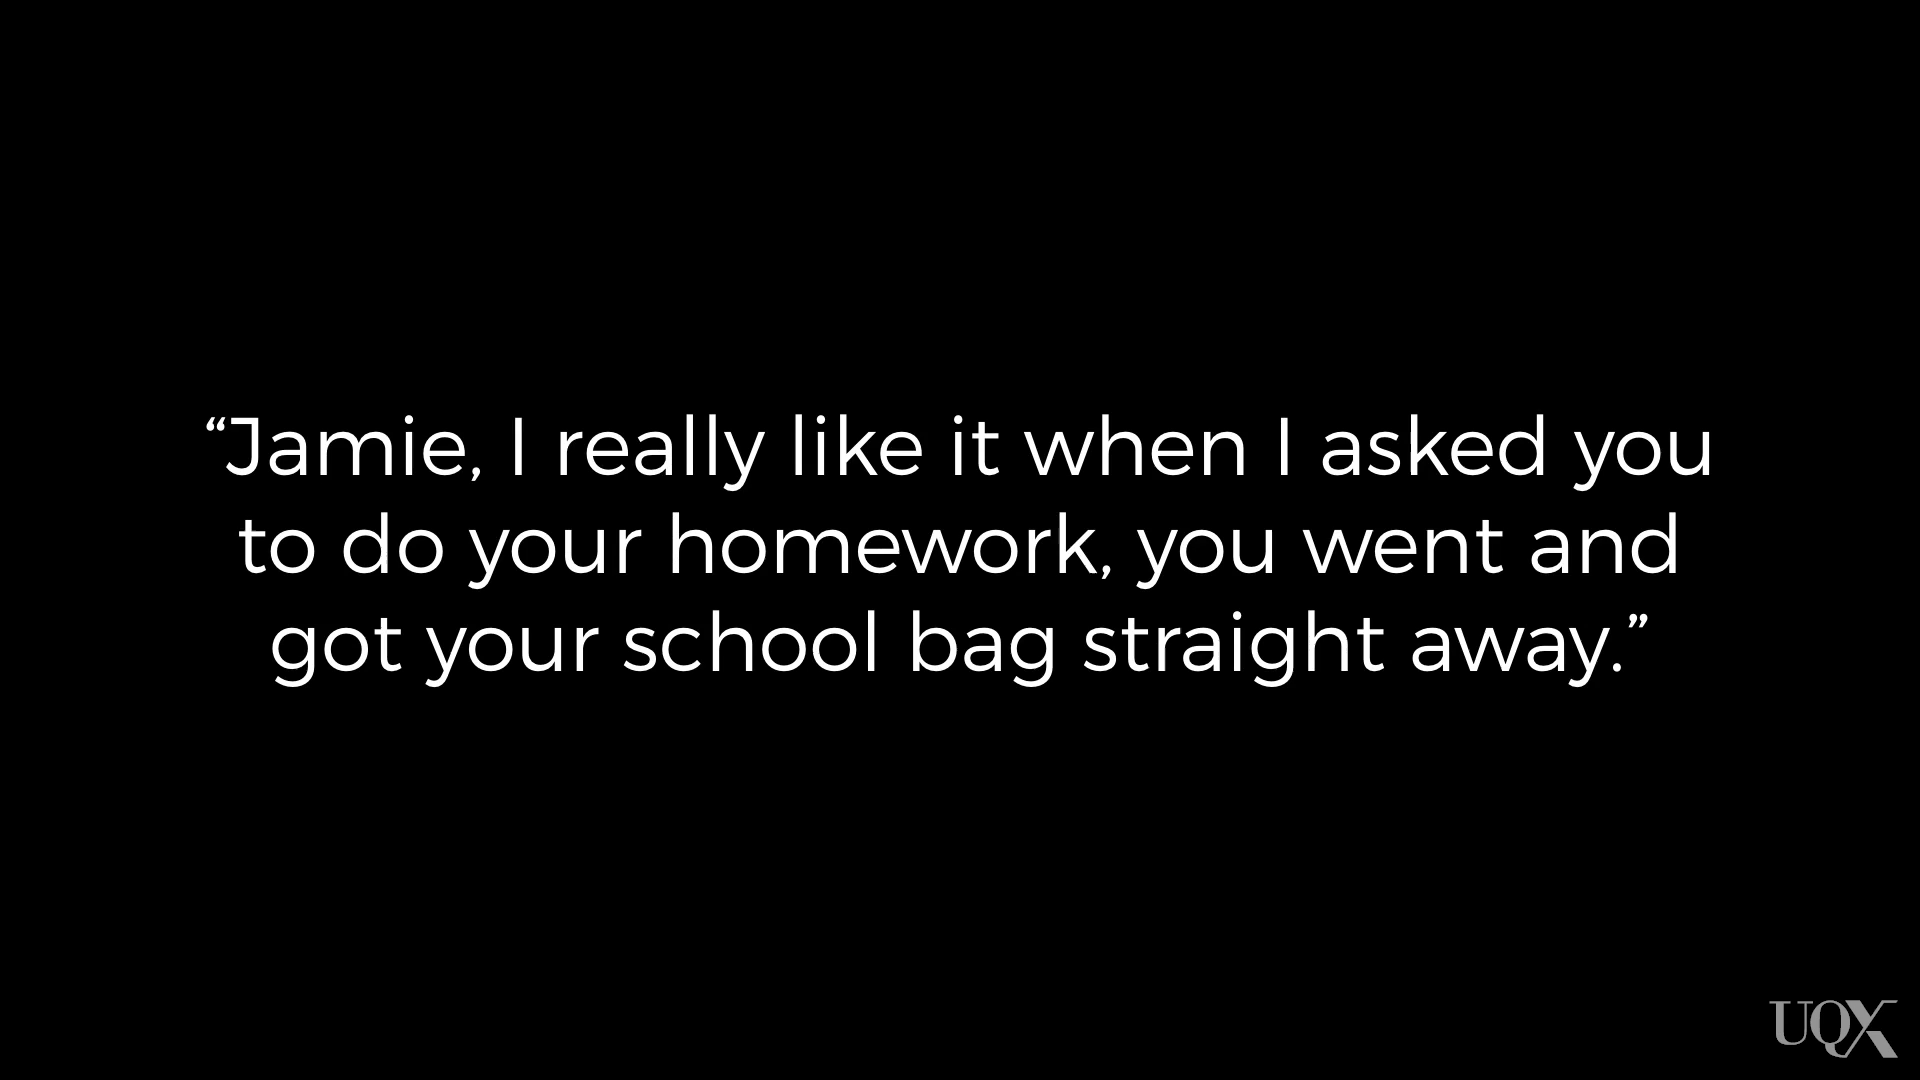 “Jamie, I really like it when I asked you
to do your homework, you went and
got your school bag straight away.”
UQX